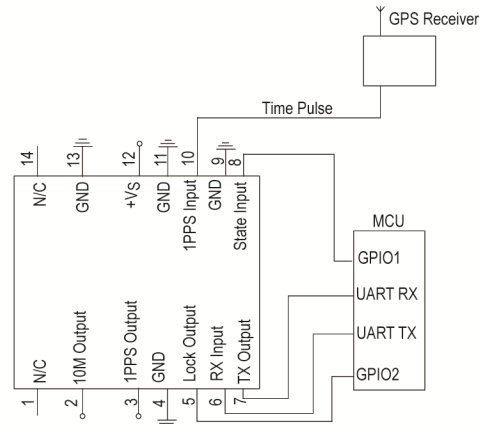 GPS Receiver
Time Pulse
14
13
12
11
10
9
8
N/C
GND
+VS
GND
1PPS Input
GND
State Input
MCU
GPIO1
UART RX
UART TX
GPIO2
N/C
10M Output
1PPS Output
GND
Lock Output
RX Input
TX Output
1
2
3
4
5
6
7